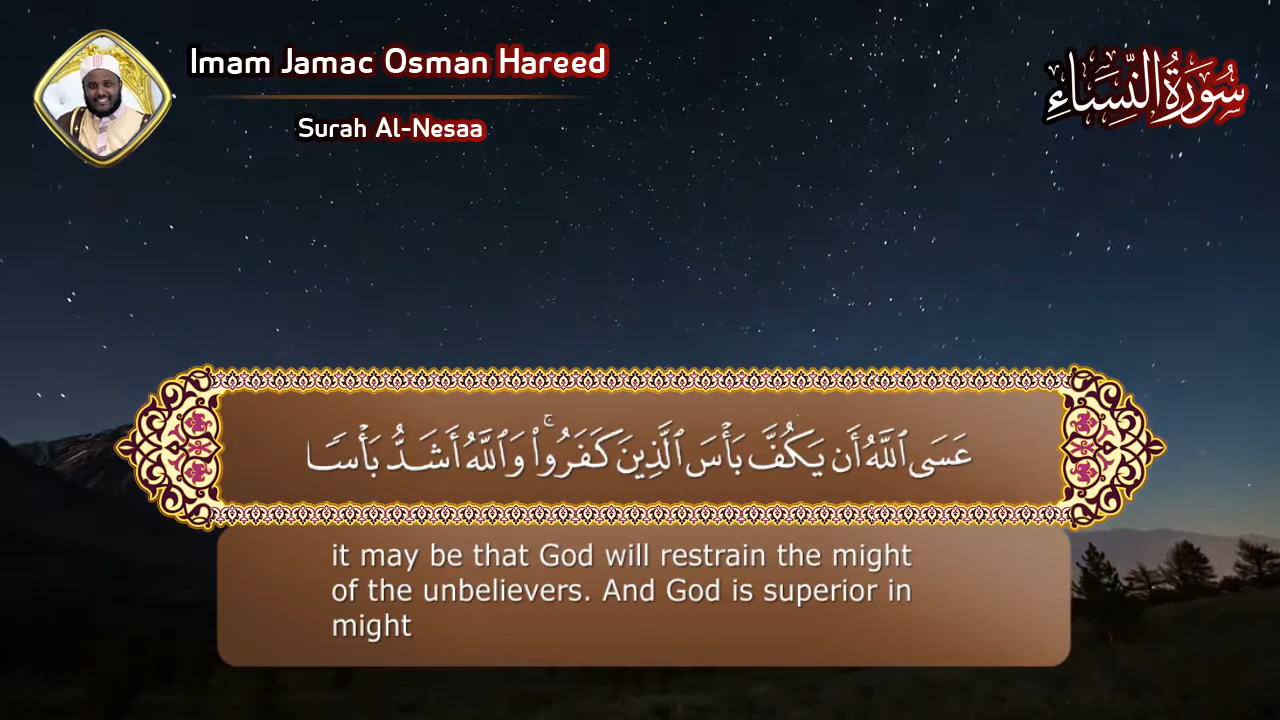 Imam Jamac Osman Hareed
Surah Al-Nesaa
سُورَةُ النِّسَاءِ
عَسَى ٱللَّهُ أَن يَكُفَّ بَأْسَ ٱلَّذِينَ كَفَرُوا۟ ۚ وَٱللَّهُ أَشَدُّ بَأْسًا
it may be that God will restrain the might
of the unbelievers. And God is superior in
might